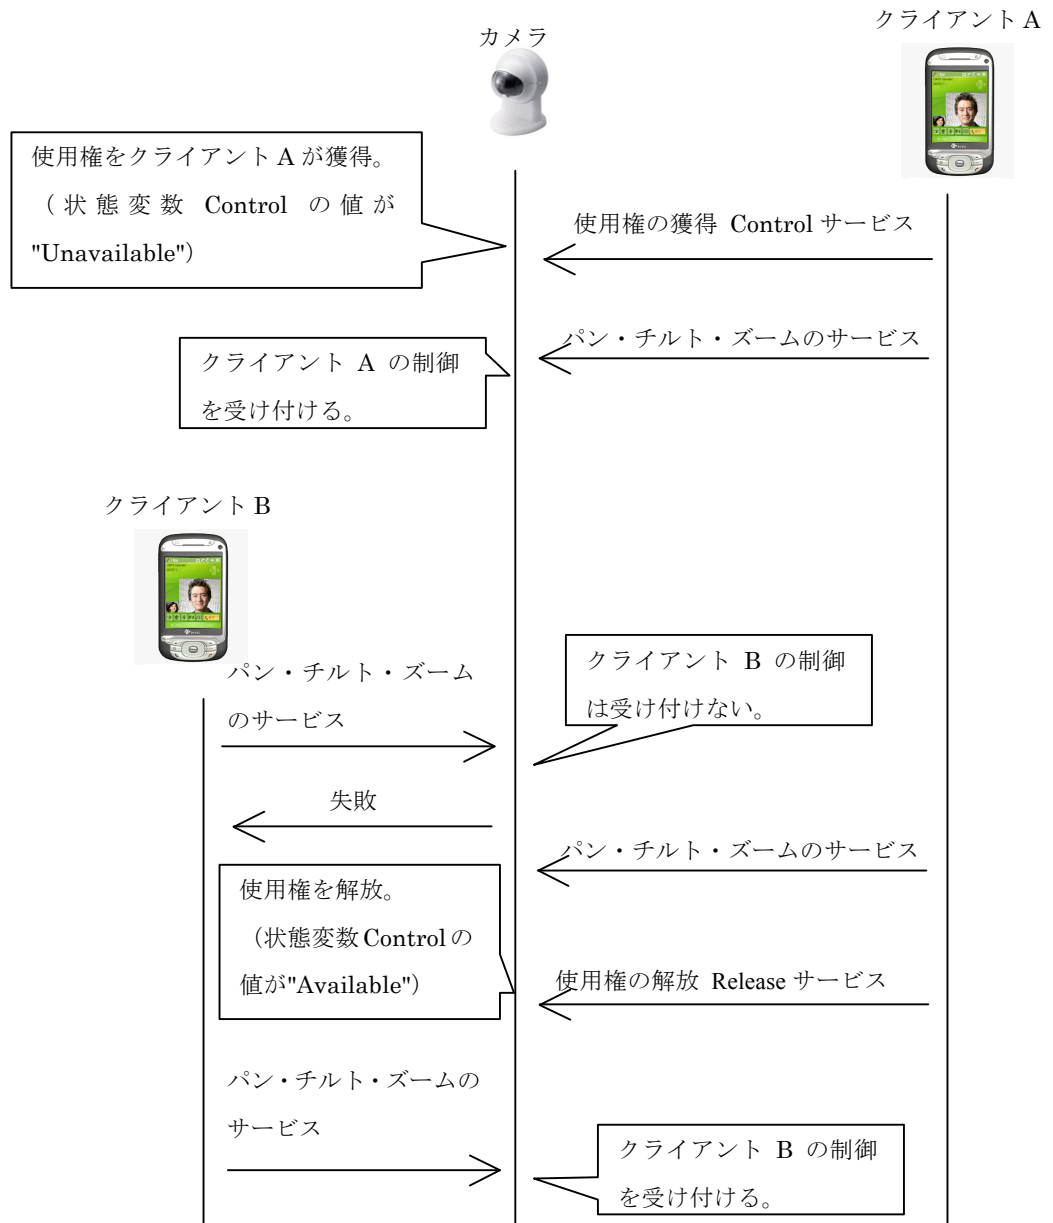 クライアント A
カメラ
使用権をクライアント A が獲得。
（状態変数 Control の値が
"Unavailable"）
使用権の獲得 Control サービス
パン・チルト・ズームのサービス
クライアント A の制御
を受け付ける。
クライアント B
パン・チルト・ズーム
のサービス
クライアント B の制御
は受け付けない。
失敗
パン・チルト・ズームのサービス
使用権を解放。
（状態変数 Control の
値が"Available"）
使用権の解放 Release サービス
パン・チルト・ズームの
サービス
クライアント B の制御
を受け付ける。